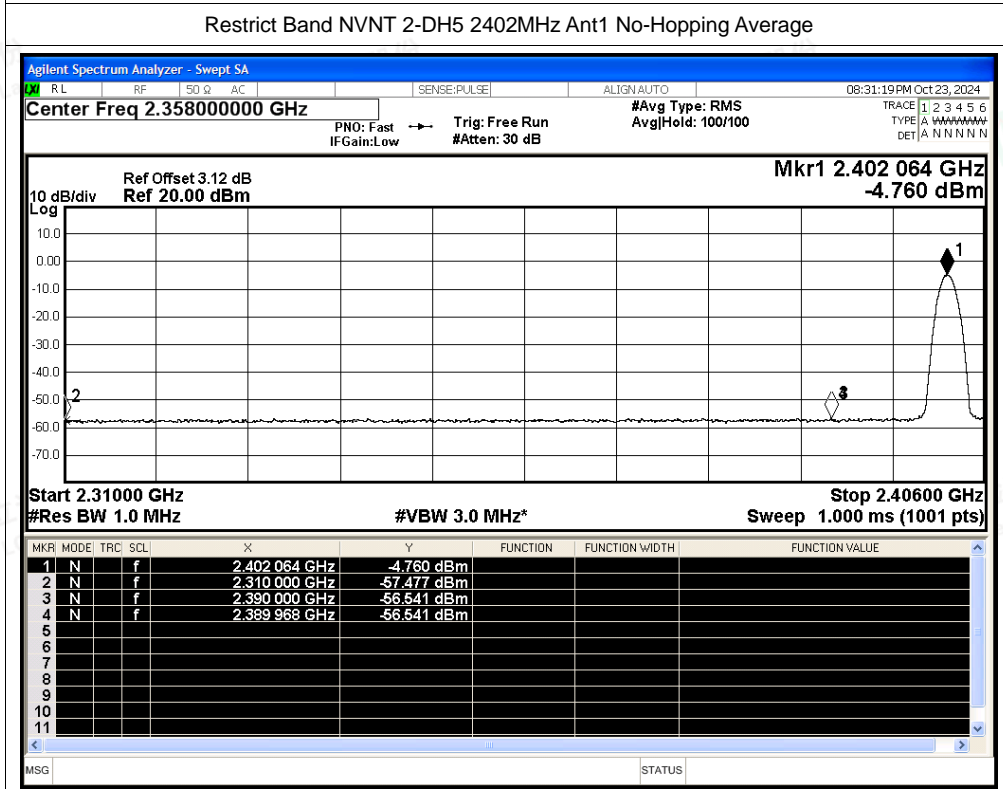 Restrict Band NVNT 2-DH5 2402MHz Ant1 No-Hopping Average
Agilent Spectrum Analyzer - Swept SA
LXI RL RF 50 Ω AC SENSE:PULSE ALIGN AUTO 08:31:19 PM Oct 23, 2024
Center Freq 2.358000000 GHz #Avg Type: RMS TRACE 1 2 3 4 5 6
PNO: Fast Trig: Free Run Avg|Hold: 100/100 TYPE A WWWWW
IFGain:Low #Atten: 30 dB DET A N N N N N
Mkr1 2.402 064 GHz
-4.760 dBm
Ref Offset 3.12 dB
10 dB/div Ref 20.00 dBm
Log
10.0
0.00
-10.0
-20.0
-30.0
-40.0
-50.0
-60.0
-70.0
1
2
Start 2.31000 GHz Stop 2.40600 GHz
#Res BW 1.0 MHz #VBW 3.0 MHz* Sweep 1.000 ms (1001 pts)
MKR MODE TRC SCL X Y FUNCTION FUNCTION WIDTH FUNCTION VALUE
1 N f 2.402 064 GHz -4.760 dBm
2 N f 2.310 000 GHz -57.477 dBm
3 N f 2.390 000 GHz -56.541 dBm
4 N f 2.389 968 GHz -56.541 dBm
5
6
7
8
9
10
11
MSG STATUS